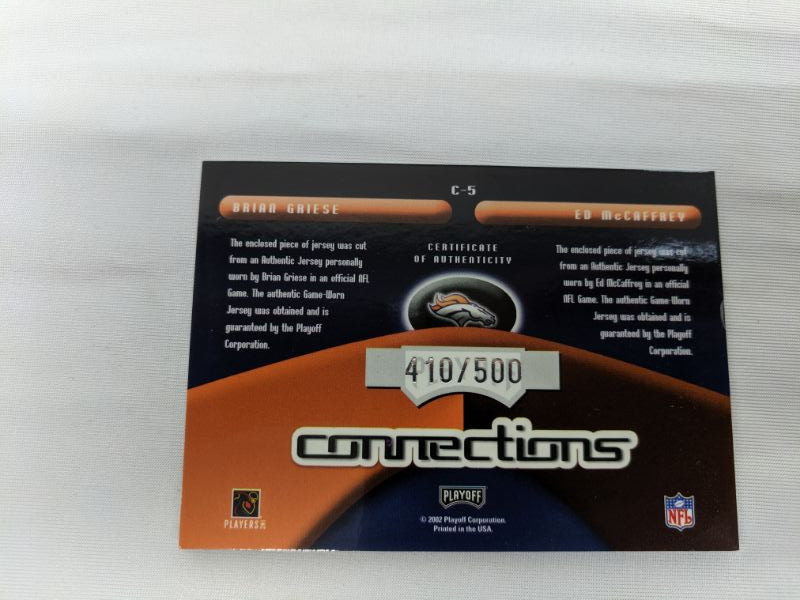 C-5
BRIAN GRIESE
ED McCAFFREY
The enclosed piece of jersey was cut
from an Authentic Jersey personally
worn by Brian Griese in an official NFL
Game. The authentic Game-Worn
Jersey was obtained and is
guaranteed by the Playoff
Corporation.
CERTIFICATE
OF AUTHENTICITY
The enclosed piece of jersey was cut
from an Authentic Jersey personally
worn by Ed McCaffrey in an official
NFL Game. The authentic Game-Worn
Jersey was obtained and is
guaranteed by the Playoff
Corporation.
410/500
connections
PLAYERS INC
PLAYOFF
© 2002 Playoff Corporation.
Printed in the USA.
NFL